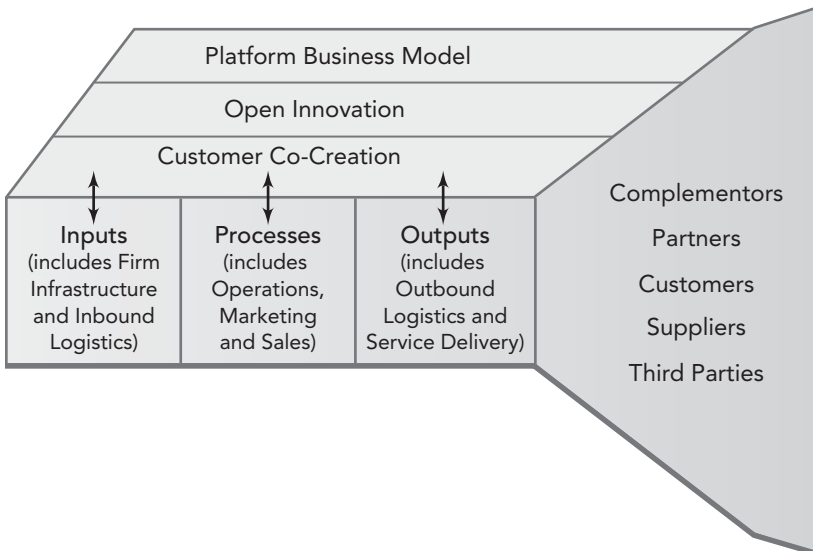 Platform Business Model
Open Innovation
Customer Co-Creation
Inputs
(includes Firm
Infrastructure
and Inbound
Logistics)
Processes
(includes
Operations,
Marketing
and Sales)
Outputs
(includes
Outbound
Logistics and
Service Delivery)
Complementors
Partners
Customers
Suppliers
Third Parties